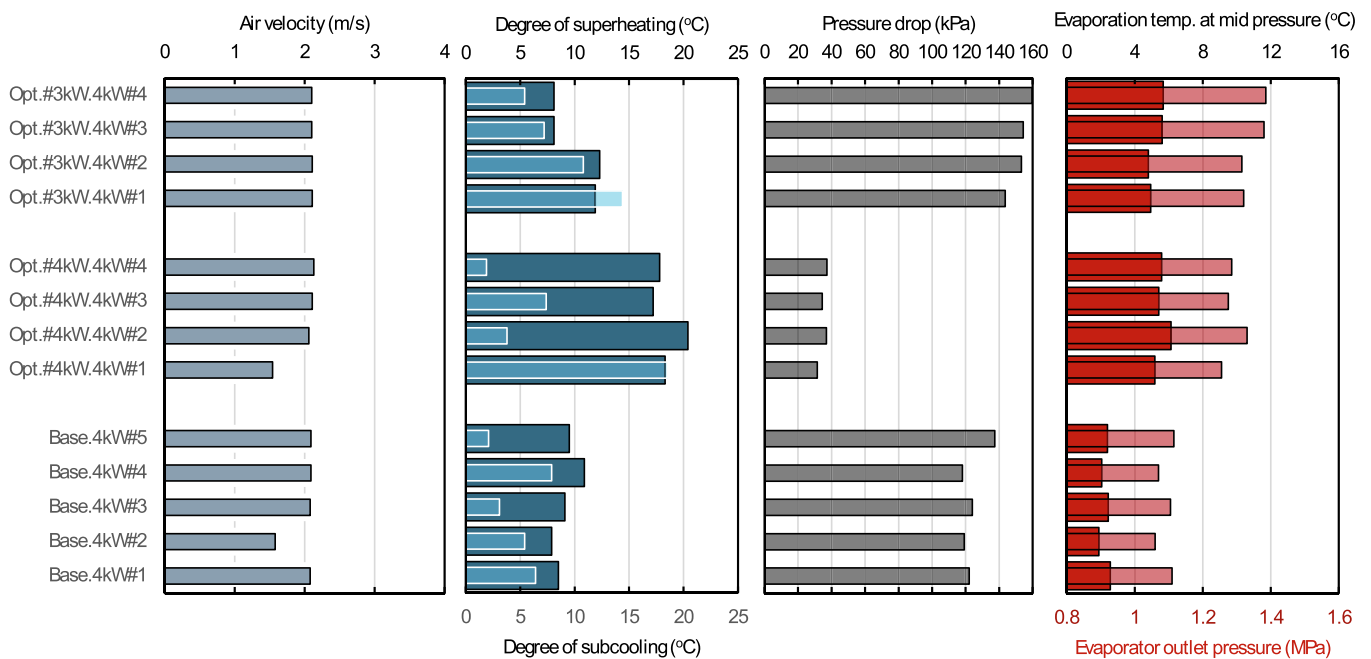 Air velocity (m/s)
0 1 2 3 4
Degree of superheating (°C)
0 5 10 15 20 25
Pressure drop (kPa)
0 20 40 60 80 100 120 140 160
Evaporation temp. at mid pressure (°C)
0 4 8 12 16
Opt.#3kW.4kW#4
Opt.#3kW.4kW#3
Opt.#3kW.4kW#2
Opt.#3kW.4kW#1
Opt.#4kW.4kW#4
Opt.#4kW.4kW#3
Opt.#4kW.4kW#2
Opt.#4kW.4kW#1
Base.4kW#5
Base.4kW#4
Base.4kW#3
Base.4kW#2
Base.4kW#1
0 5 10 15 20 25
Degree of subcooling (°C)
0.8 1 1.2 1.4 1.6
Evaporator outlet pressure (MPa)